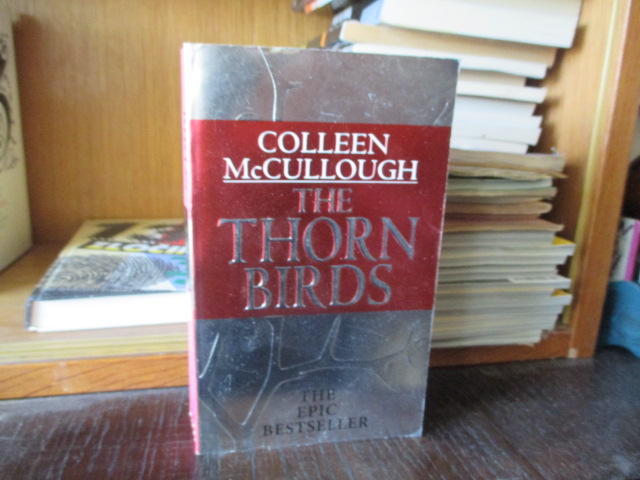 COLLEEN
McCULLOUGH
THE
THORN
BIRDS
THE
EPIC
BESTSELLER